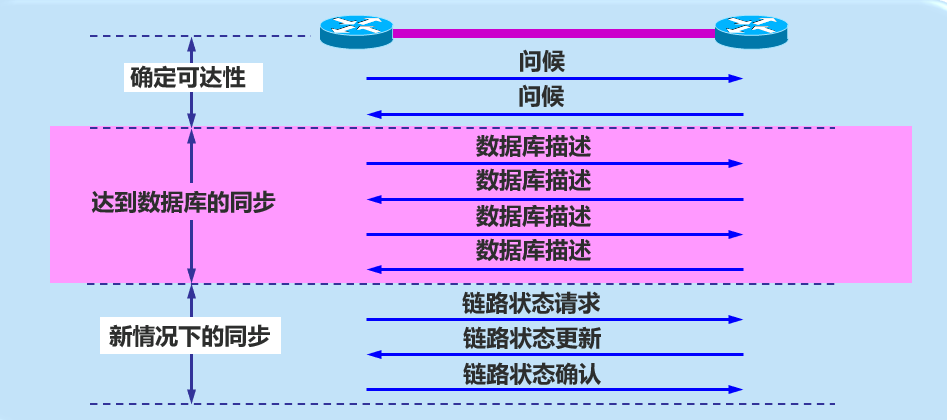 问候
确定可达性
问候
数据库描述
数据库描述
达到数据库的同步
数据库描述
数据库描述
链路状态请求
新情况下的同步
链路状态更新
链路状态确认